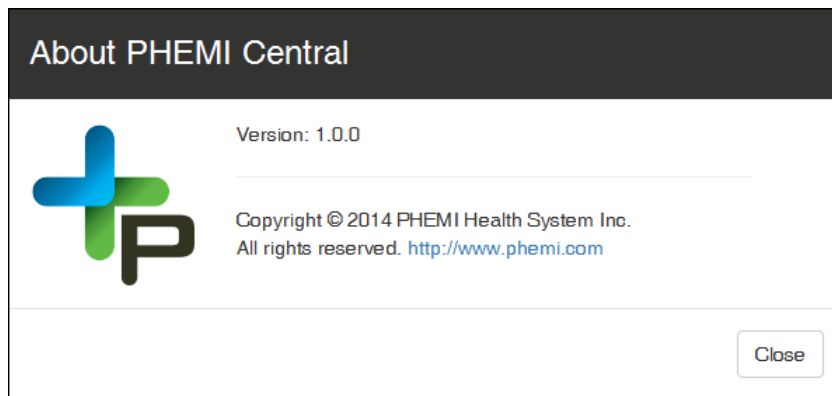 About PHEMI Central
Version: 1.0.0
Copyright © 2014 PHEMI Health System Inc.
All rights reserved. http://www.phemi.com
P
Close